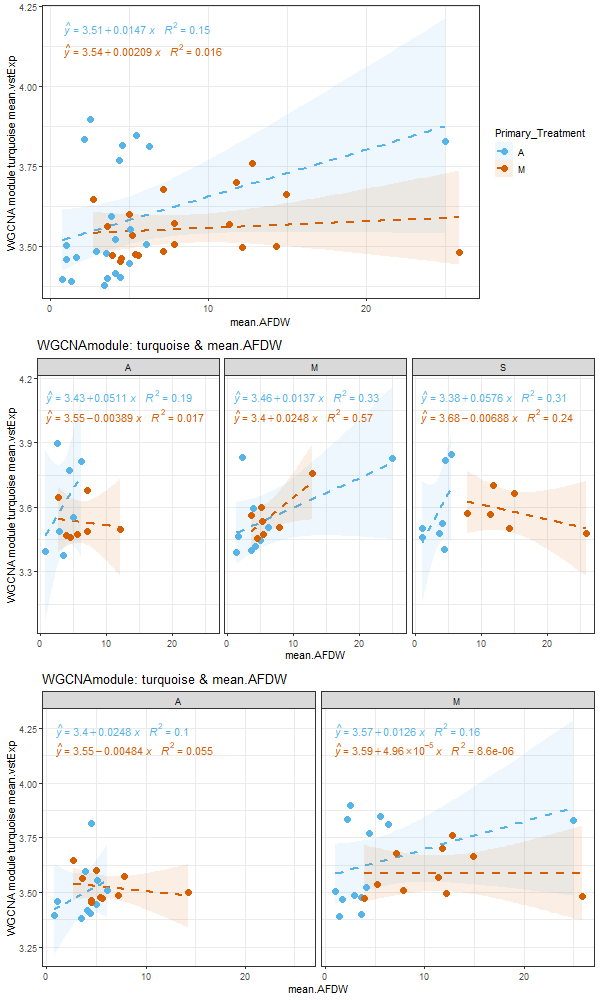 4.25
ŷ = 3.51+0.0147 x   R² = 0.15
ŷ = 3.54+0.00209 x   R² = 0.016
4.00
3.75
3.50
WGCNA module turquoise mean.vstExp
0 10 20
mean.AFDW
Primary_Treatment
A
M
WGCNAmodule: turquoise & mean.AFDW
A M S
4.2
ŷ = 3.43+0.0511 x   R² = 0.19
ŷ = 3.55−0.00389 x   R² = 0.017
ŷ = 3.46+0.0137 x   R² = 0.33
ŷ = 3.4+0.0248 x   R² = 0.57
ŷ = 3.38+0.0576 x   R² = 0.31
ŷ = 3.68−0.00688 x   R² = 0.24
3.9
3.6
3.3
WGCNA module turquoise mean.vstExp
0 10 20 0 10 20 0 10 20
mean.AFDW
WGCNAmodule: turquoise & mean.AFDW
A M
4.25
ŷ = 3.4+0.0248 x   R² = 0.1
ŷ = 3.55−0.00484 x   R² = 0.055
ŷ = 3.57+0.0126 x   R² = 0.16
ŷ = 3.59+4.96×10⁻⁵ x   R² = 8.6e-06
4.00
3.75
3.50
3.25
WGCNA module turquoise mean.vstExp
0 10 20 0 10 20
mean.AFDW